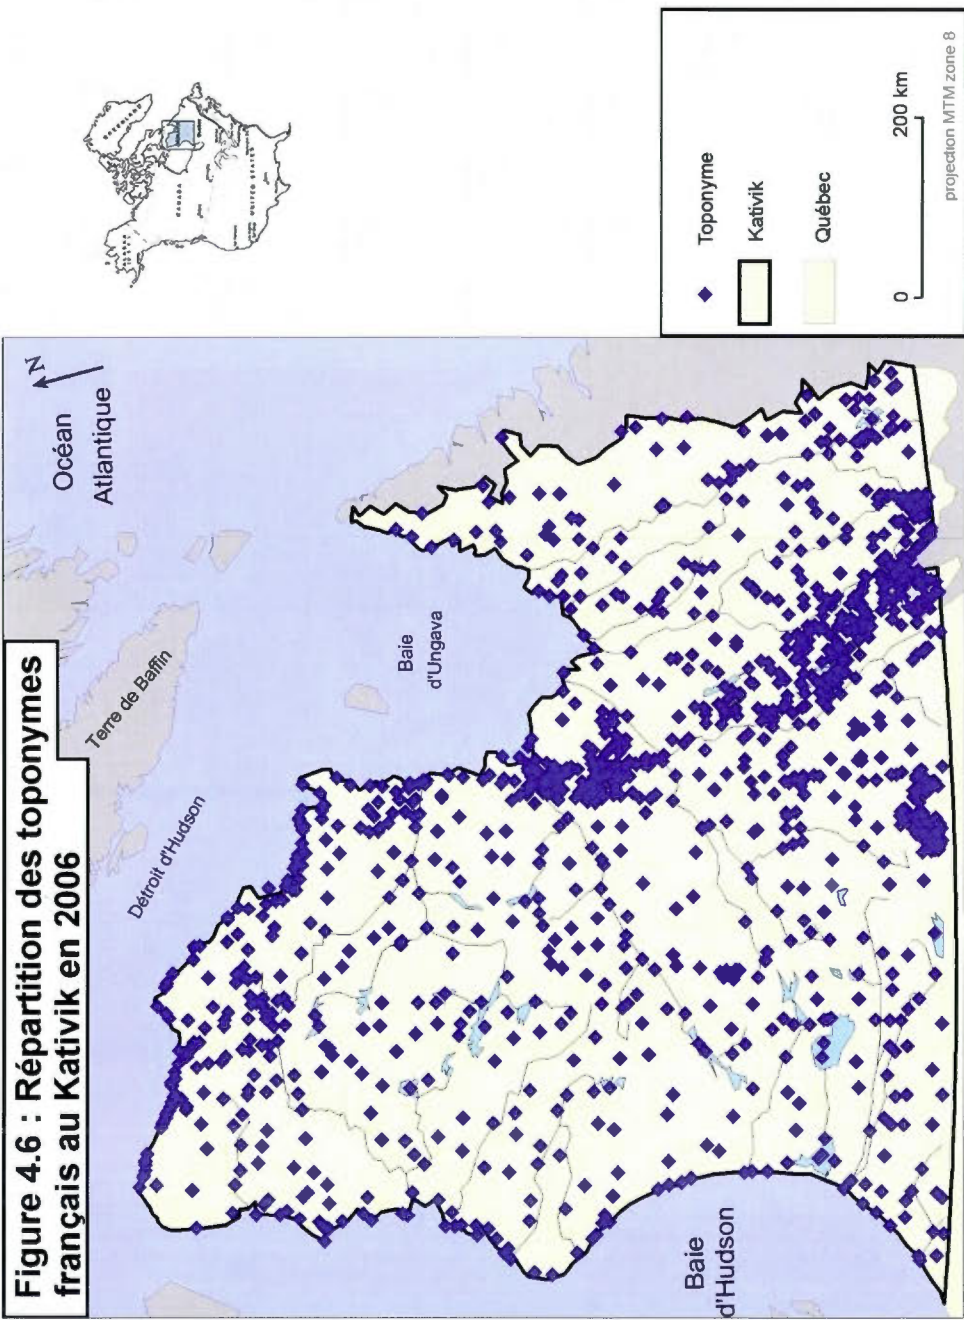 Figure 4.6 : Répartition des toponymes
français au Kativik en 2006
Océan
Atlantique
N
Terre de Baffin
Détroit d'Hudson
Baie
d'Ungava
Baie
d'Hudson
CANADA
Toponyme
Kativik
Québec
0 200 km
projection MTM zone 8